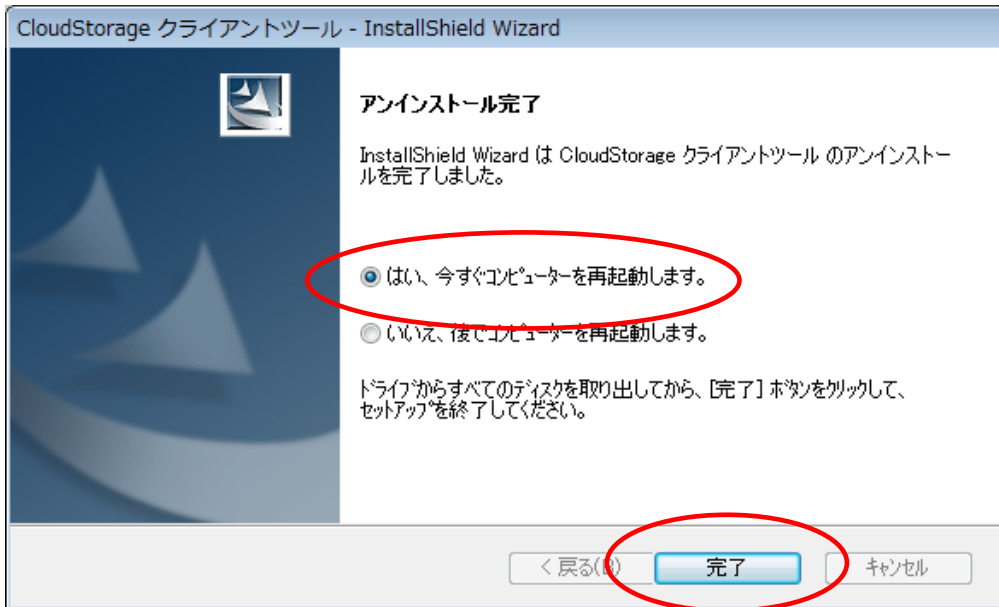 CloudStorage クライアントツール - InstallShield Wizard
アンインストール完了
InstallShield Wizard は CloudStorage クライアントツール のアンインストー
ルを完了しました。
はい、今すぐコンピューターを再起動します。
いいえ、後でコンピューターを再起動します。
ドライブからすべてのディスクを取り出してから、[完了] ボタンをクリックして、
セットアップを終了してください。
< 戻る(B) 完了 キャンセル